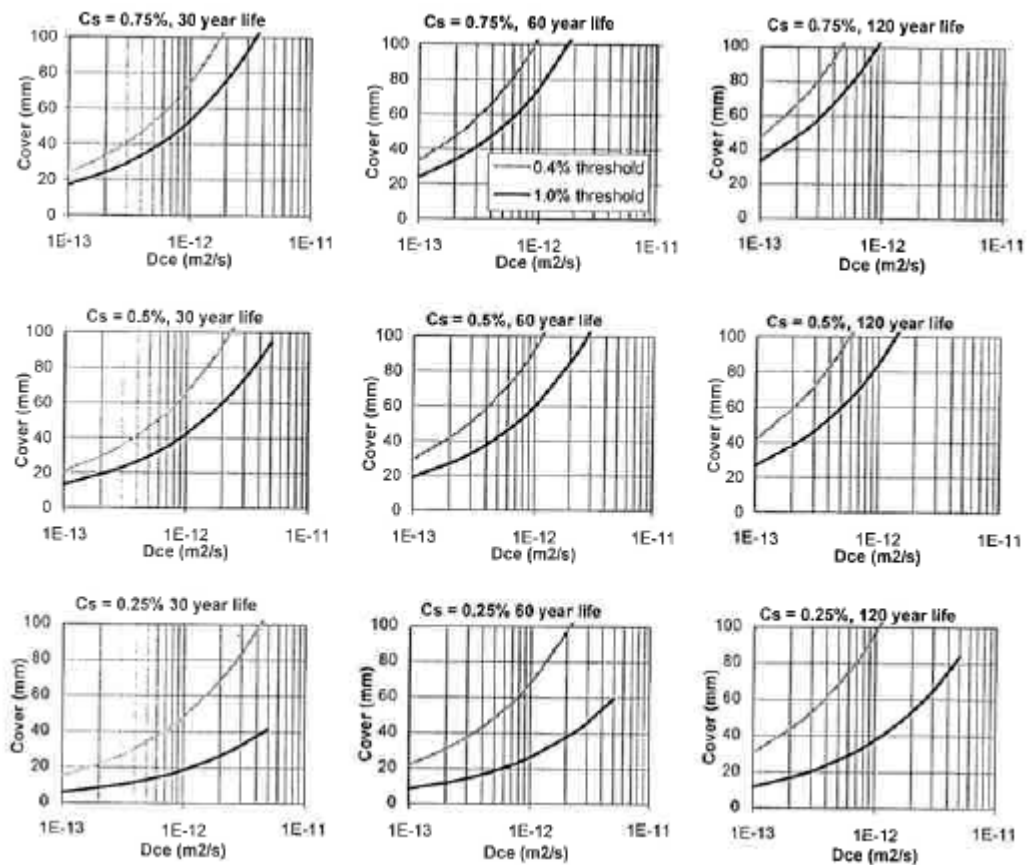 Cs = 0.75%, 30 year life
Cs = 0.75%, 60 year life
Cs = 0.75%, 120 year life
Cover (mm)
100
80
60
40
20
0
1E-13
1E-12
1E-11
Dce (m2/s)
Cover (mm)
100
80
60
40
20
0
0.4% threshold
1.0% threshold
1E-13
1E-12
1E-11
Dce (m2/s)
Cover (mm)
100
80
60
40
20
0
1E-13
1E-12
1E-11
Dce (m2/s)
Cs = 0.5%, 30 year life
Cs = 0.5%, 60 year life
Cs = 0.5%, 120 year life
Cover (mm)
100
80
60
40
20
0
1E-13
1E-12
1E-11
Dce (m2/s)
Cover (mm)
100
80
60
40
20
0
1E-13
1E-12
1E-11
Dce (m2/s)
Cover (mm)
100
80
60
40
20
0
1E-13
1E-12
1E-11
Dce (m2/s)
Cs = 0.25% 30 year life
Cs = 0.25% 60 year life
Cs = 0.25%, 120 year life
Cover (mm)
100
80
60
40
20
0
1E-13
1E-12
1E-11
Dce (m2/s)
Cover (mm)
100
80
60
40
20
0
1E-13
1E-12
1E-11
Dce (m2/s)
Cover (mm)
100
80
60
40
20
0
1E-13
1E-12
1E-11
Dce (m2/s)